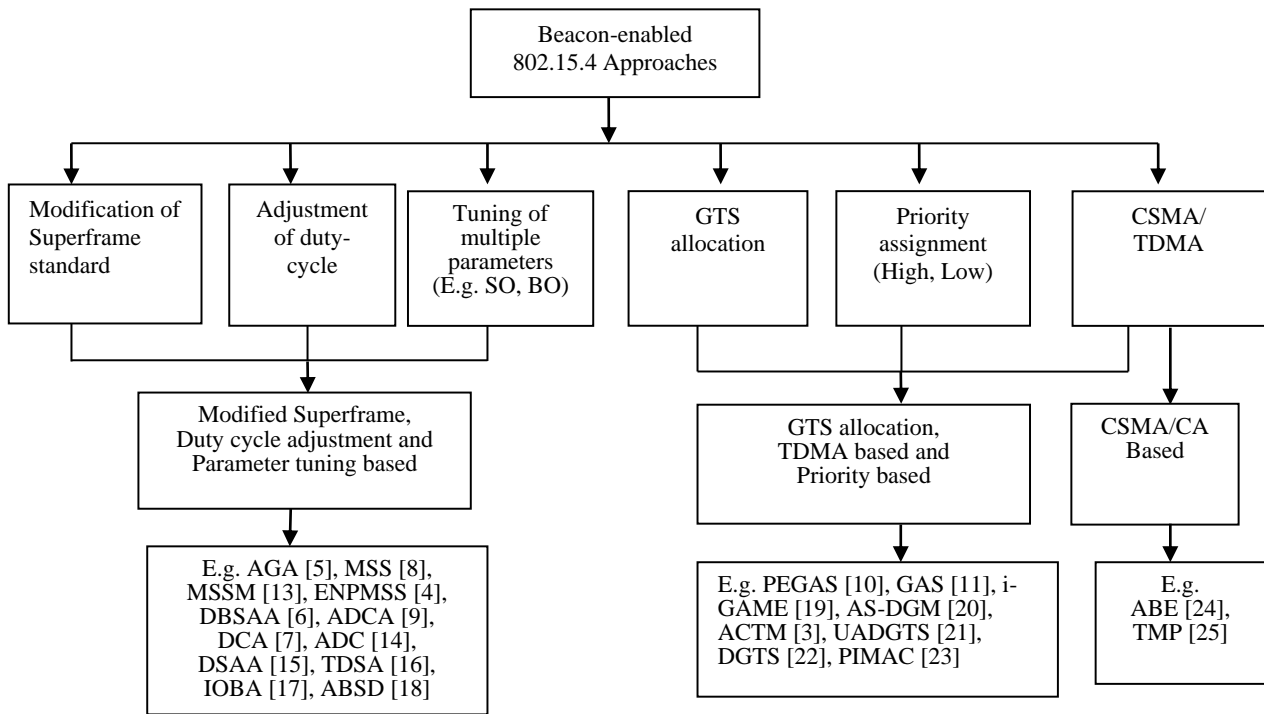 Beacon-enabled
802.15.4 Approaches
Modification of
Superframe
standard
Adjustment
of duty-
cycle
Tuning of
multiple
parameters
(E.g. SO, BO)
GTS
allocation
Priority
assignment
(High, Low)
CSMA/
TDMA
Modified Superframe,
Duty cycle adjustment and
Parameter tuning based
GTS allocation,
TDMA based and
Priority based
CSMA/CA
Based
E.g. AGA [5], MSS [8],
MSSM [13], ENPMSS [4],
DBSAA [6], ADCA [9],
DCA [7], ADC [14],
DSAA [15], TDSA [16],
IOBA [17], ABSD [18]
E.g. PEGAS [10], GAS [11], i-
GAME [19], AS-DGM [20],
ACTM [3], UADGTS [21],
DGTS [22], PIMAC [23]
E.g.
ABE [24],
TMP [25]